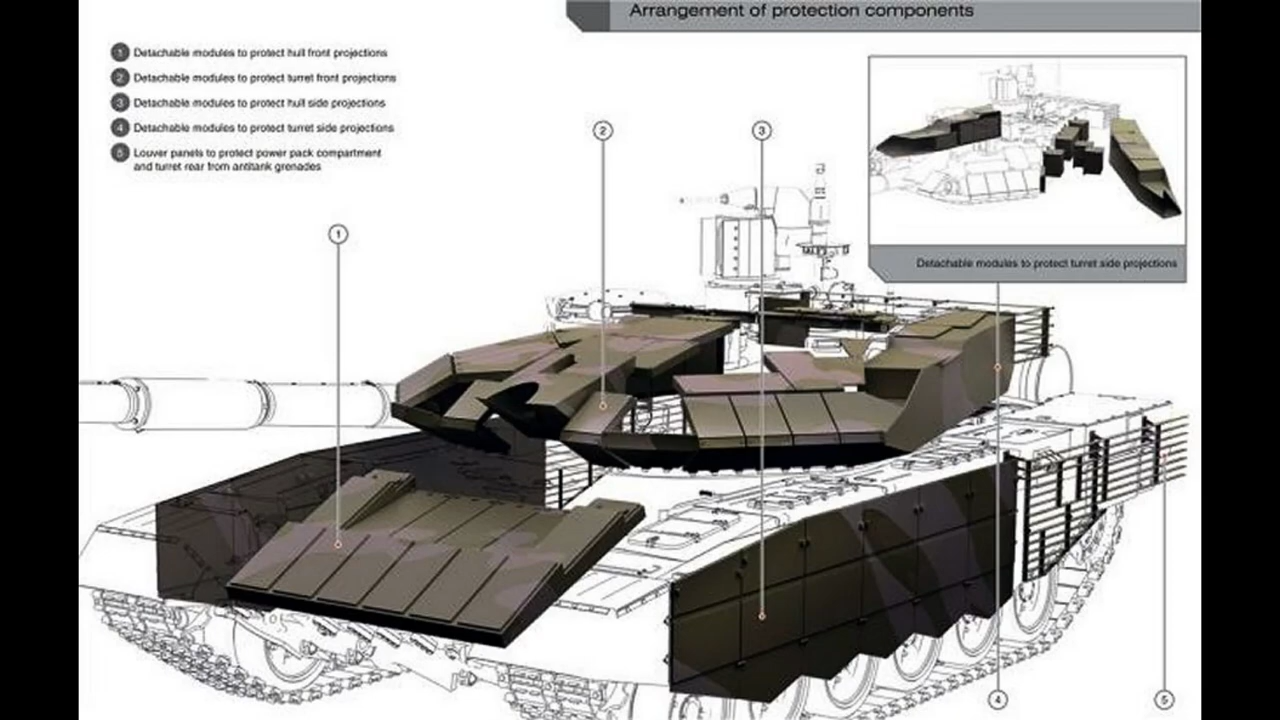 Arrangement of protection components
1 Detachable modules to protect hull front projections
2 Detachable modules to protect turret front projections
3 Detachable modules to protect hull side projections
4 Detachable modules to protect turret side projections
5 Louver panels to protect power pack compartment
and turret rear from antitank grenades
2
3
1
Detachable modules to protect turret side projections
4
5